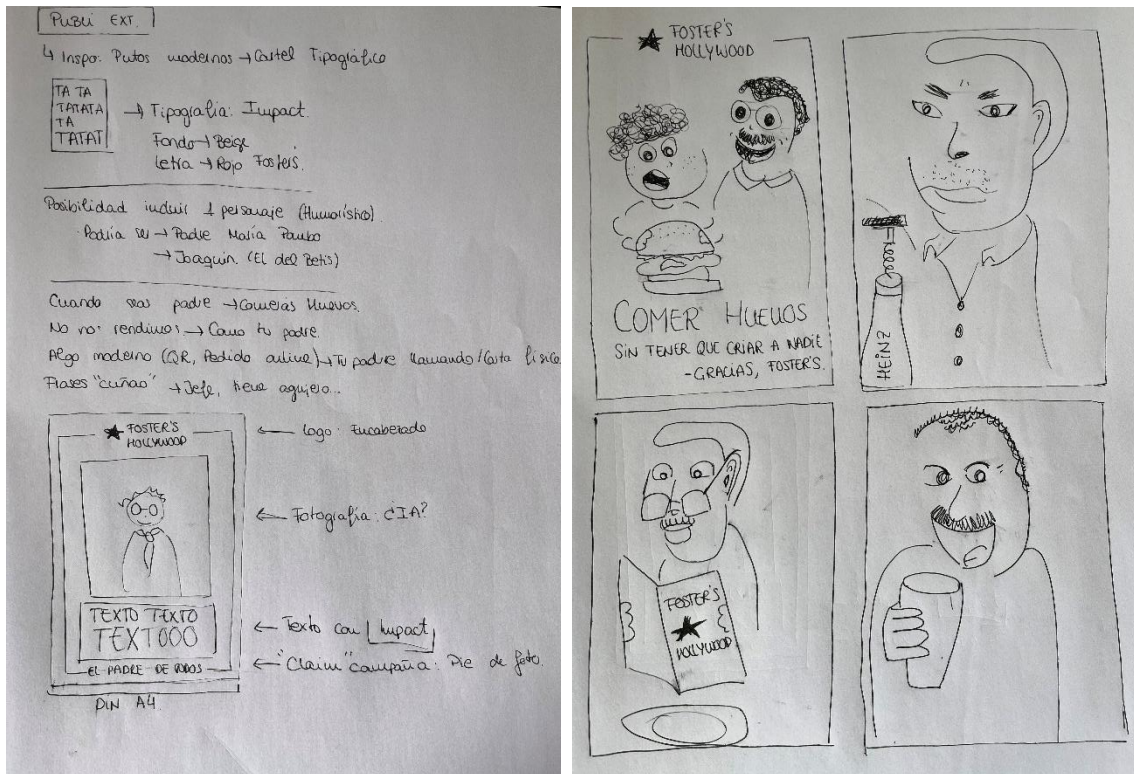 PUBLI EXT.
↳ Inspo: Putos modernos → Cartel Tipográfico
TA TA
TATATA
TA
TATAT
→ Tipografía: Impact.
Fondo → Beige
Letra → Rojo Foster's.
Posibilidad incluir 1 personaje (Humorístico).
Podría ser → Padre María Pombo
→ Joaquín. (El del Betis)
Cuando seas padre → Comerás Huevos.
No nos rendimos → Como tu padre.
Algo moderno (QR, Pedido online) → Tu padre llamando / Carta física
Frases "cuñao" → Jefe, tiene agujero...
FOSTER'S
HOLLYWOOD
← Logo: Encabezado
← Fotografía: ¿IA?
TEXTO TEXTO
TEXTOOO
← Texto con Impact
EL PADRE DE TODOS
← "Claim" campaña: Pie de foto.
DIN A4
FOSTER'S
HOLLYWOOD
COMER HUEVOS
SIN TENER QUE CRIAR A NADIE
-GRACIAS, FOSTER'S.
HEINZ
FOSTER'S
HOLLYWOOD